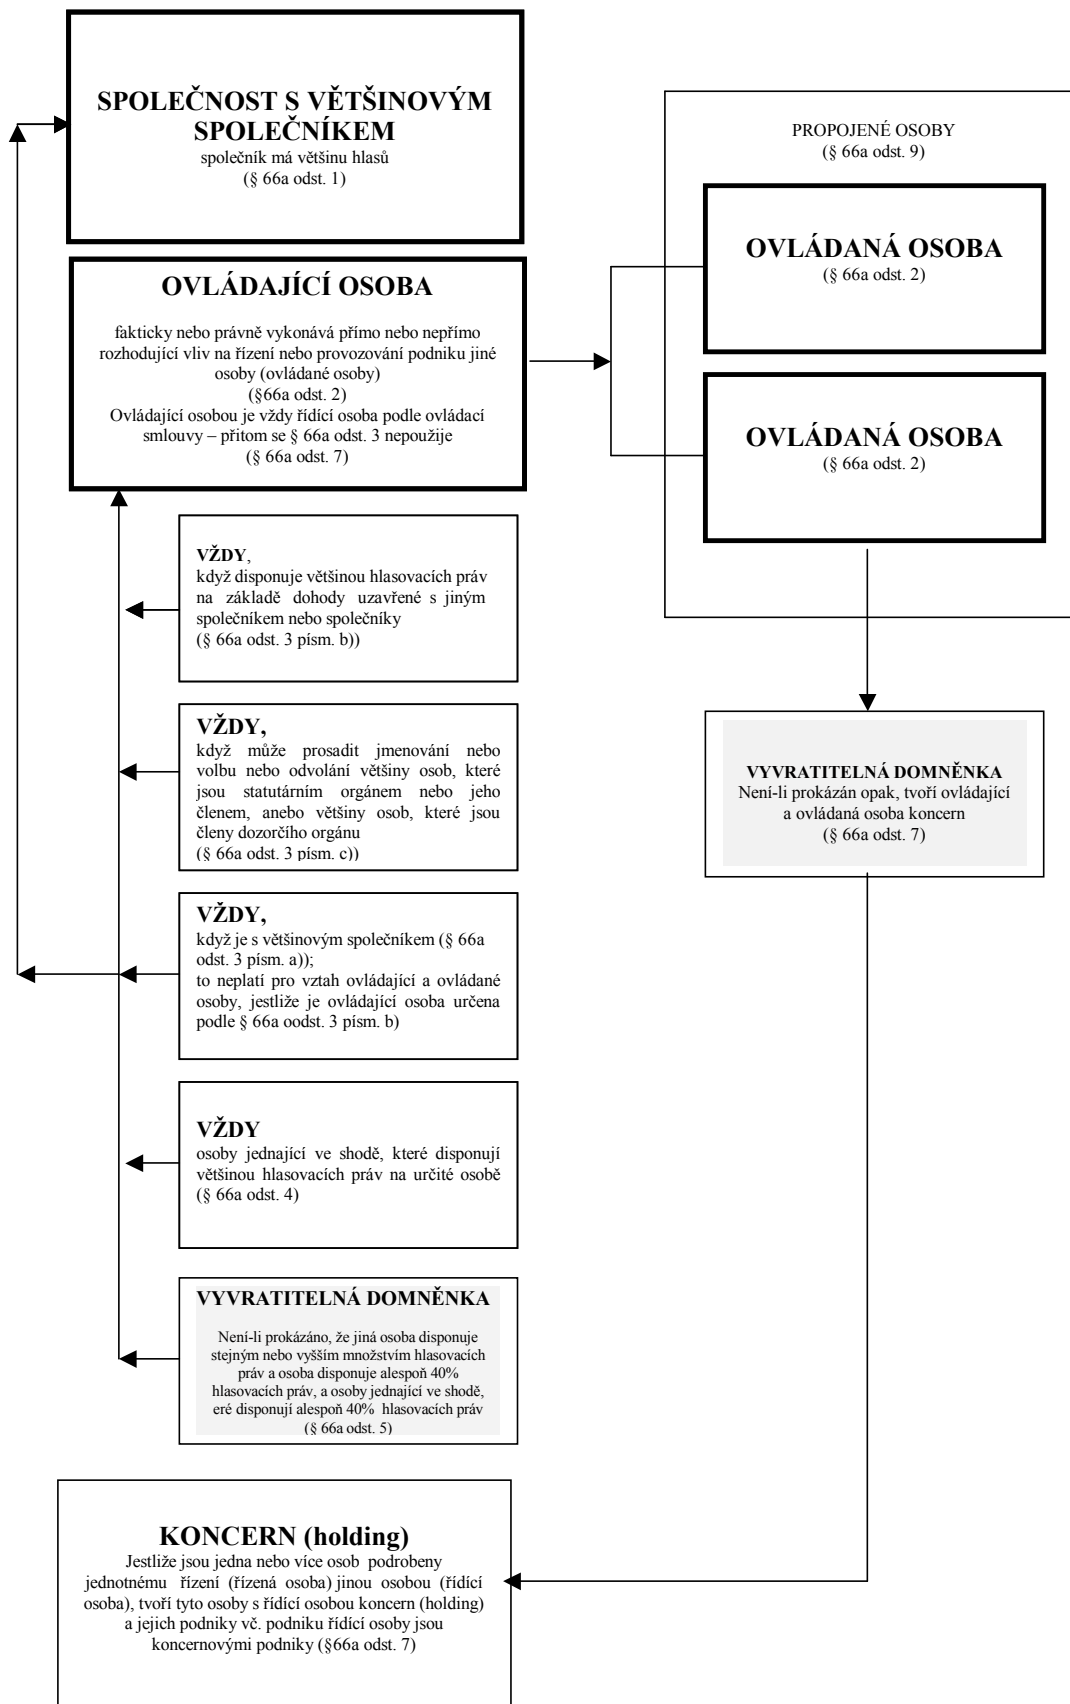 SPOLEČNOST S VĚTŠINOVÝM
SPOLEČNÍKEM
společník má většinu hlasů
(§ 66a odst. 1)
OVLÁDAJÍCÍ OSOBA
fakticky nebo právně vykonává přímo nebo nepřímo
rozhodující vliv na řízení nebo provozování podniku jiné
osoby (ovládané osoby)
(§66a odst. 2)
Ovládající osobou je vždy řídící osoba podle ovládací
smlouvy – přitom se § 66a odst. 3 nepoužije
(§ 66a odst. 7)
PROPOJENÉ OSOBY
(§ 66a odst. 9)
OVLÁDANÁ OSOBA
(§ 66a odst. 2)
OVLÁDANÁ OSOBA
(§ 66a odst. 2)
VŽDY,
když disponuje většinou hlasovacích práv
na základě dohody uzavřené s jiným
společníkem nebo společníky
(§ 66a odst. 3 písm. b))
VŽDY,
když může prosadit jmenování nebo
volbu nebo odvolání většiny osob, které
jsou statutárním orgánem nebo jeho
členem, anebo většiny osob, které jsou
členy dozorčího orgánu
(§ 66a odst. 3 písm. c))
VŽDY,
když je s většinovým společníkem (§ 66a
odst. 3 písm. a));
to neplatí pro vztah ovládající a ovládané
osoby, jestliže je ovládající osoba určena
podle § 66a oodst. 3 písm. b)
VŽDY
osoby jednající ve shodě, které disponují
většinou hlasovacích práv na určité osobě
(§ 66a odst. 4)
VYVRATITELNÁ DOMNĚNKA
Není-li prokázáno, že jiná osoba disponuje
stejným nebo vyšším množstvím hlasovacích
práv a osoba disponuje alespoň 40%
hlasovacích práv, a osoby jednající ve shodě,
eré disponují alespoň 40% hlasovacích práv
(§ 66a odst. 5)
VYVRATITELNÁ DOMNĚNKA
Není-li prokázán opak, tvoří ovládající
a ovládaná osoba koncern
(§ 66a odst. 7)
KONCERN (holding)
Jestliže jsou jedna nebo více osob podrobeny
jednotnému řízení (řízená osoba) jinou osobou (řídící
osoba), tvoří tyto osoby s řídící osobou koncern (holding)
a jejich podniky vč. podniku řídící osoby jsou
koncernovými podniky (§66a odst. 7)